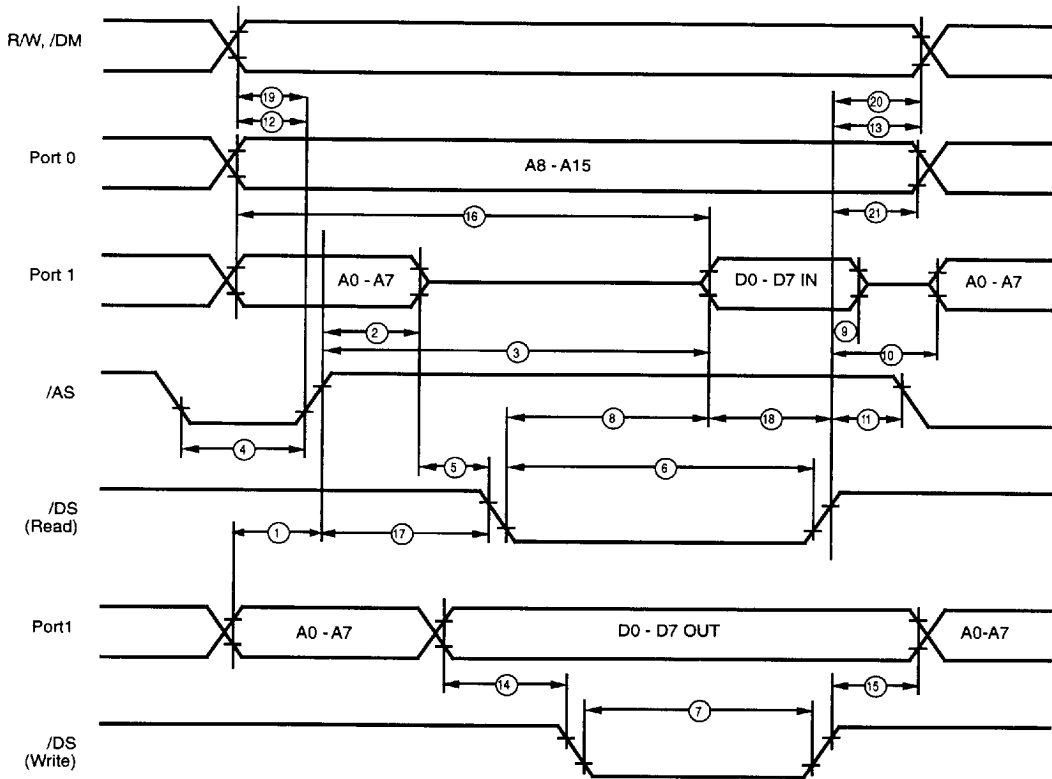 R/W, /DM
19
20
12
13
Port 0
A8 - A15
16
21
Port 1
A0 - A7
D0 - D7 IN
A0 - A7
2
9
3
10
/AS
8
18
11
4
5
6
/DS
(Read)
1
17
Port1
A0 - A7
D0 - D7 OUT
A0-A7
14
15
7
/DS
(Write)